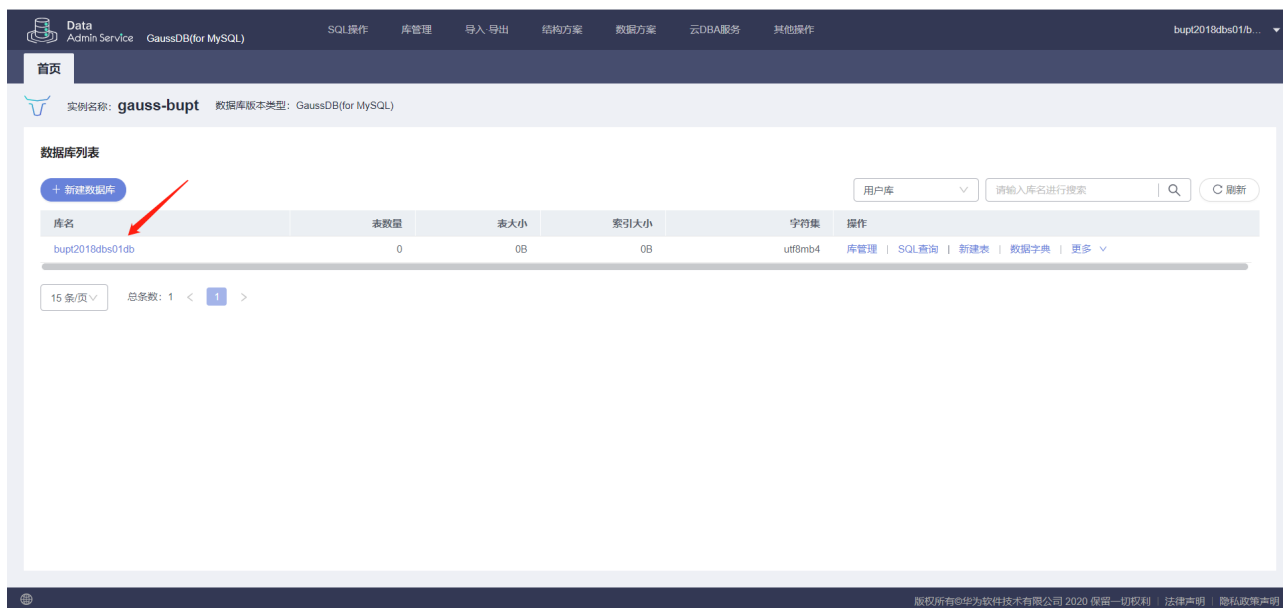 Data
Admin Service GaussDB(for MySQL) SQL操作 库管理 导入·导出 结构方案 数据方案 云DBA服务 其他操作 bupt2018dbs01/b...
首页
实例名称: gauss-bupt 数据库版本类型: GaussDB(for MySQL)
数据库列表
+ 新建数据库 用户库 请输入库名进行搜索 刷新
库名 表数量 表大小 索引大小 字符集 操作
bupt2018dbs01db 0 0B 0B utf8mb4 库管理 | SQL查询 | 新建表 | 数据字典 | 更多
15 条/页 总条数: 1 < 1 >
版权所有©华为软件技术有限公司 2020 保留一切权利 | 法律声明 | 隐私政策声明